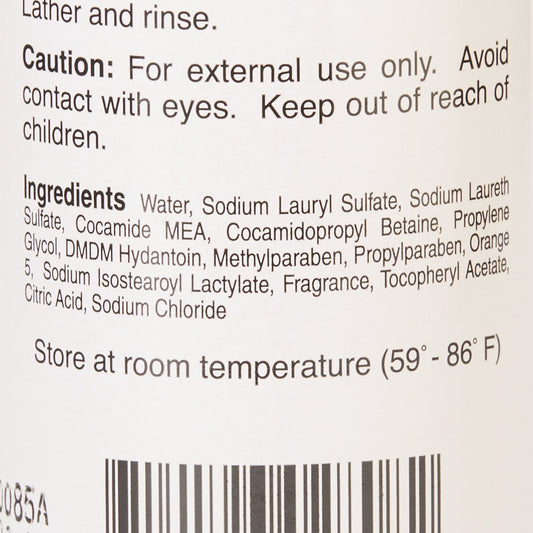 Lather and rinse.
Caution: For external use only. Avoid
contact with eyes. Keep out of reach of
children.
Ingredients Water, Sodium Lauryl Sulfate, Sodium Laureth
Sulfate, Cocamide MEA, Cocamidopropyl Betaine, Propylene
Glycol, DMDM Hydantoin, Methylparaben, Propylparaben, Orange
5, Sodium Isostearoyl Lactylate, Fragrance, Tocopheryl Acetate,
Citric Acid, Sodium Chloride
Store at room temperature (59° - 86° F)
0085A